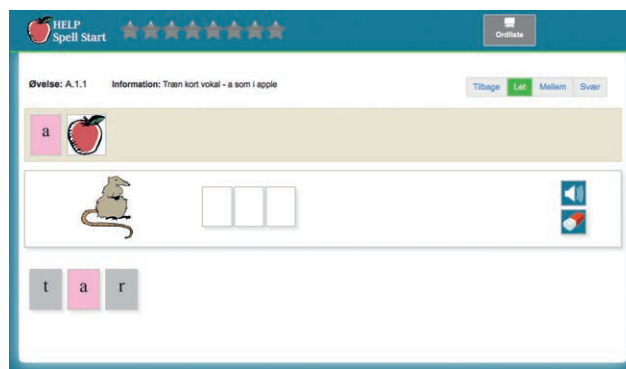 HELP
Spell Start
Ordliste
Øvelse: A.1.1 Information: Træn kort vokal - a som i apple
Tilbage Let Mellem Svær
a
t a r